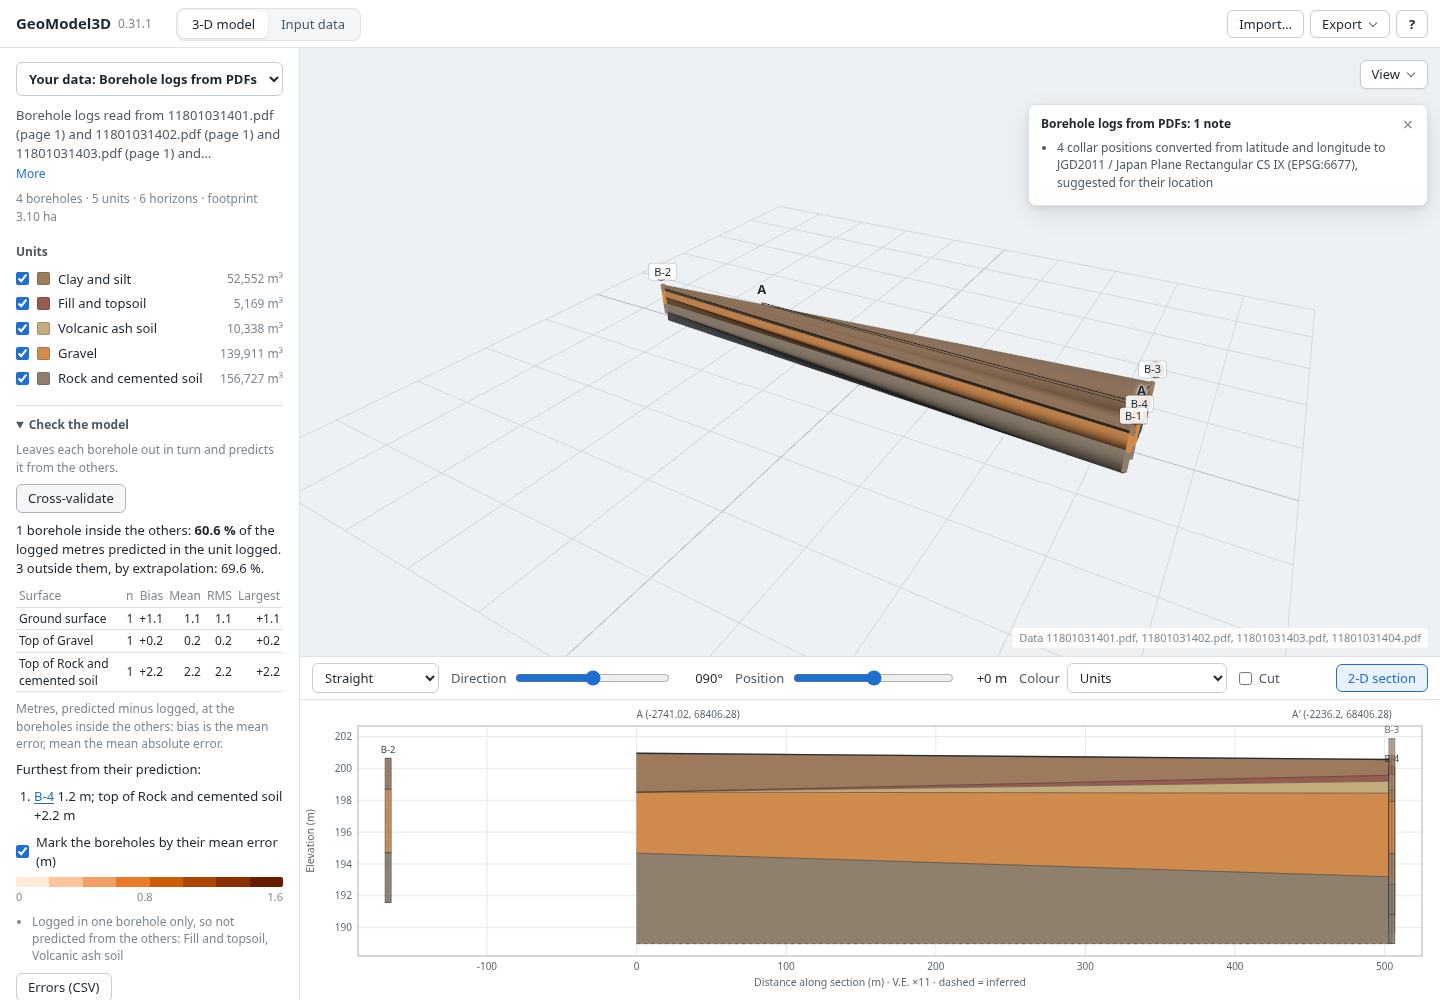 GeoModel3D 0.31.1 3-D model Input data Import... Export ?
Your data: Borehole logs from PDFs
Borehole logs read from 11801031401.pdf
(page 1) and 11801031402.pdf (page 1) and
11801031403.pdf (page 1) and...
More
4 boreholes · 5 units · 6 horizons · footprint
3.10 ha
Units
Clay and silt 52,552 m³
Fill and topsoil 5,169 m³
Volcanic ash soil 10,338 m³
Gravel 139,911 m³
Rock and cemented soil 156,727 m³
▼ Check the model
Leaves each borehole out in turn and predicts
it from the others.
Cross-validate
1 borehole inside the others: 60.6 % of the
logged metres predicted in the unit logged.
3 outside them, by extrapolation: 69.6 %.
Surface n Bias Mean RMS Largest
Ground surface 1 +1.1 1.1 1.1 +1.1
Top of Gravel 1 +0.2 0.2 0.2 +0.2
Top of Rock and
cemented soil 1 +2.2 2.2 2.2 +2.2
Metres, predicted minus logged, at the
boreholes inside the others: bias is the mean
error, mean the mean absolute error.
Furthest from their prediction:
1. B-4 1.2 m; top of Rock and cemented soil
+2.2 m
Mark the boreholes by their mean error
(m)
0 0.8 1.6
• Logged in one borehole only, so not
predicted from the others: Fill and topsoil,
Volcanic ash soil
Errors (CSV)
View
Borehole logs from PDFs: 1 note ×
• 4 collar positions converted from latitude and longitude to
JGD2011 / Japan Plane Rectangular CS IX (EPSG:6677),
suggested for their location
B-2
A
B-3
A′
B-4
B-1
Data 11801031401.pdf, 11801031402.pdf, 11801031403.pdf, 11801031404.pdf
Straight Direction 090° Position +0 m Colour Units Cut 2-D section
A (-2741.02, 68406.28) A′ (-2236.2, 68406.28)
B-3
B-2
B-4
202
200
198
196
194
192
190
Elevation (m)
-100 0 100 200 300 400 500
Distance along section (m) · V.E. ×11 · dashed = inferred